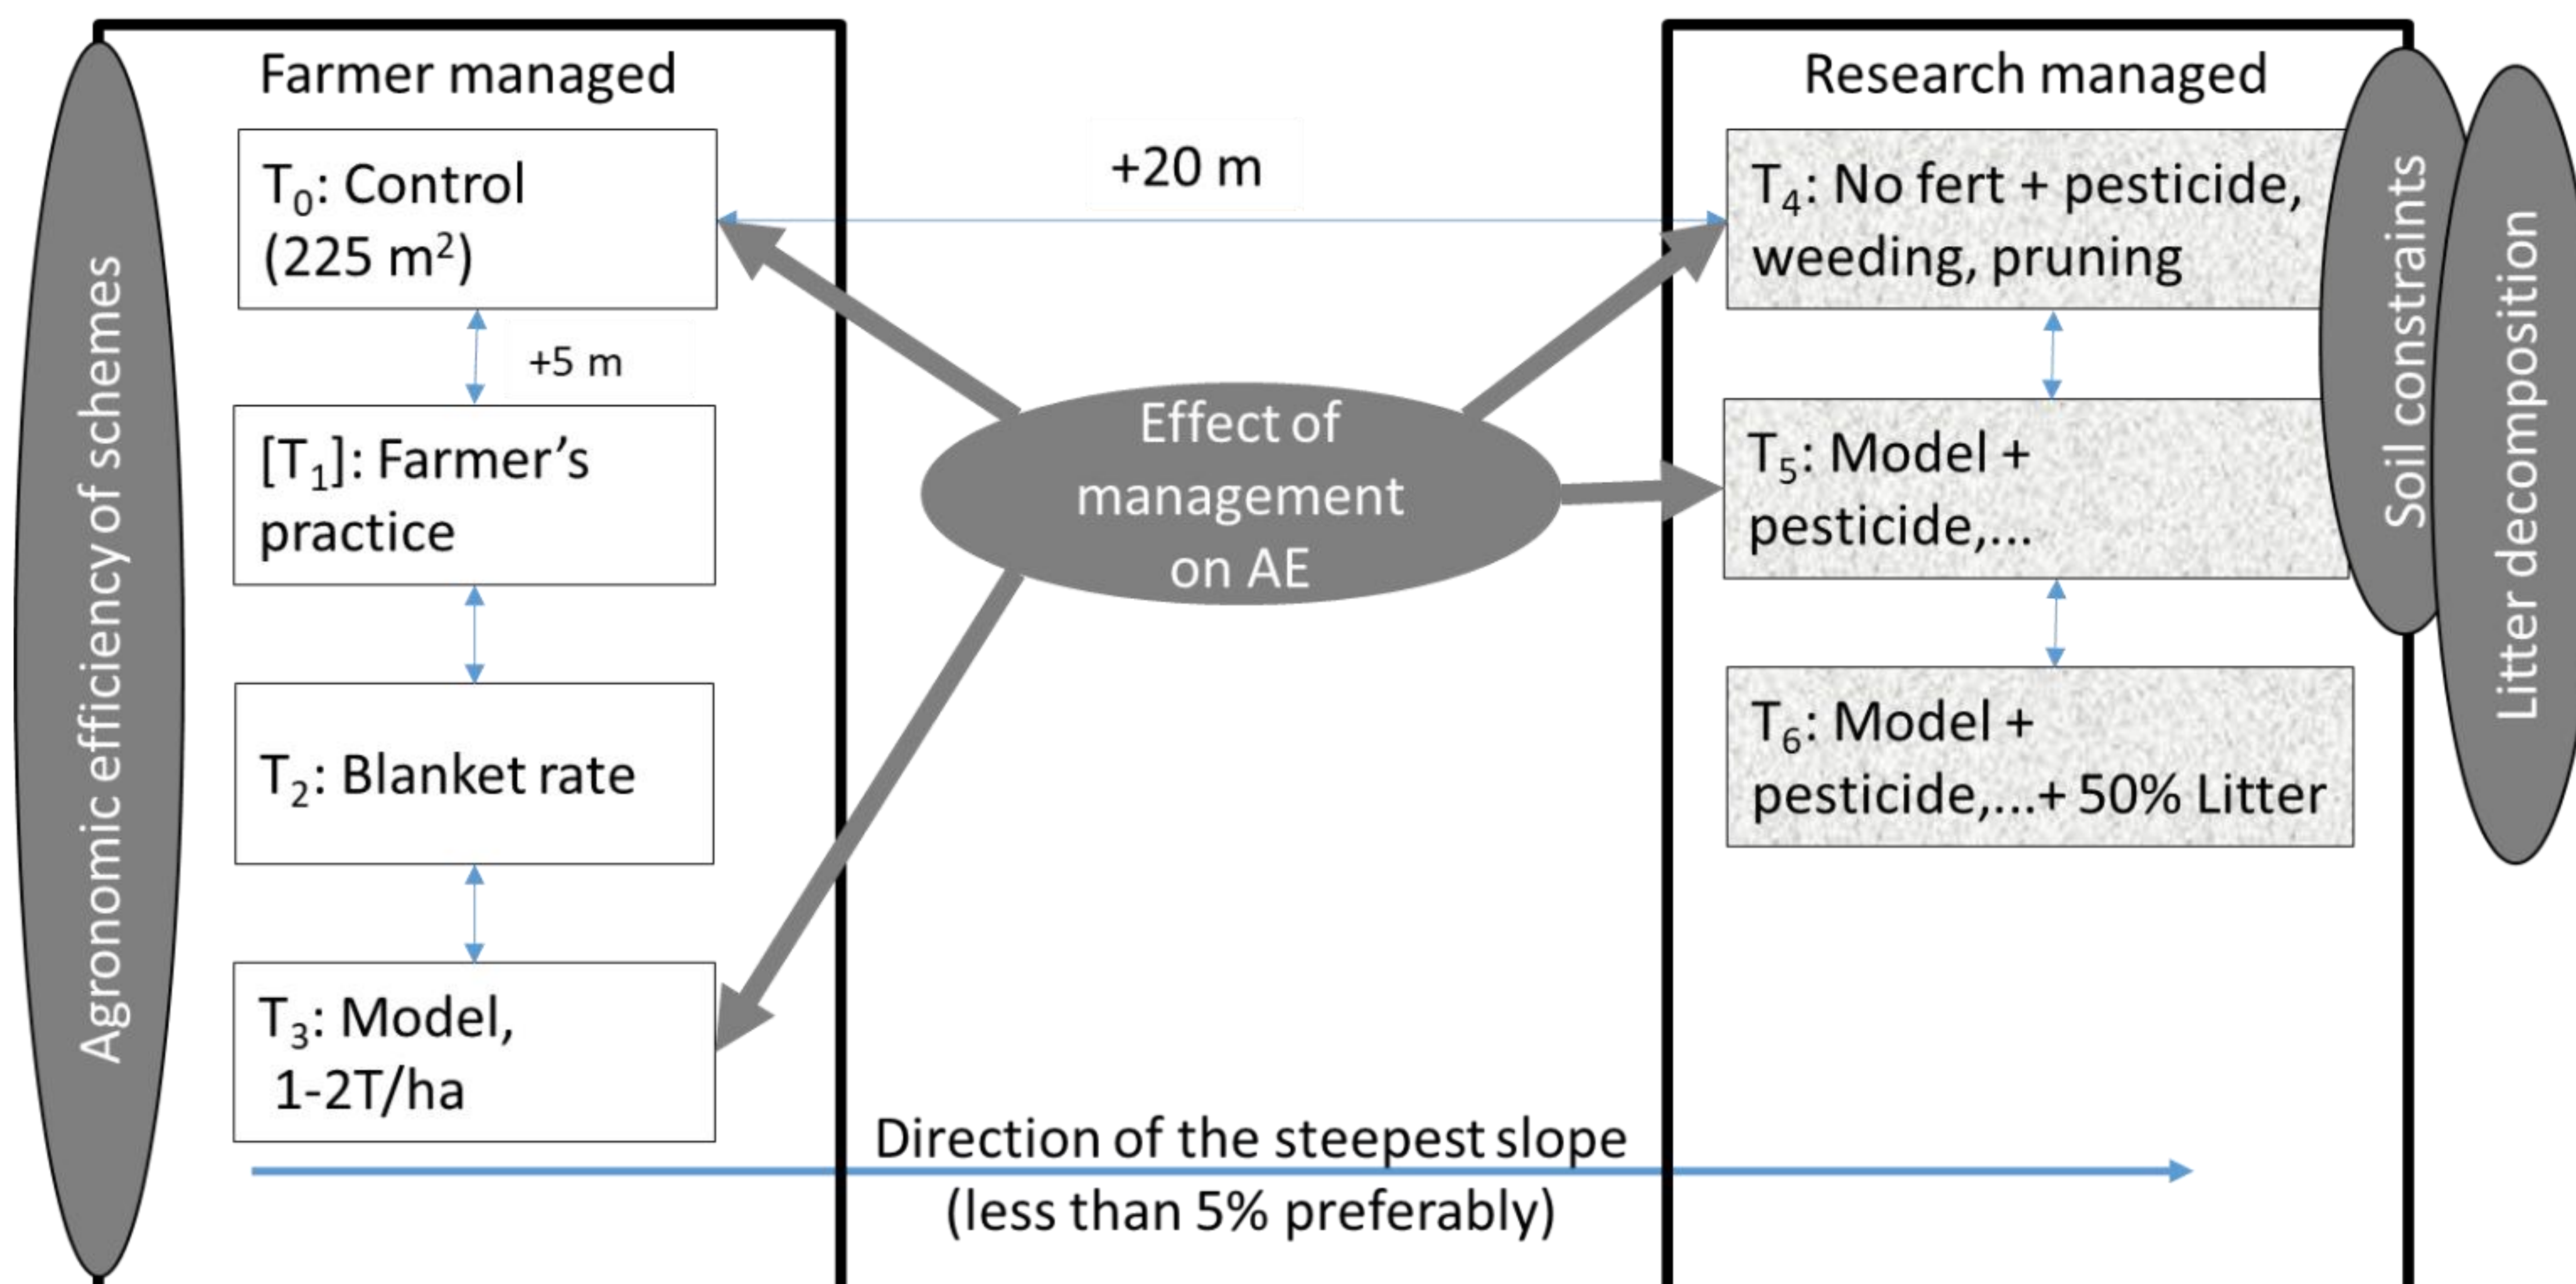 Agronomic efficiency of schemes
Farmer managed
T₀: Control
(225 m²)
+5 m
[T₁]: Farmer’s
practice
T₂: Blanket rate
T₃: Model,
1-2T/ha
+20 m
Effect of
management
on AE
Direction of the steepest slope
(less than 5% preferably)
Research managed
T₄: No fert + pesticide,
weeding, pruning
T₅: Model +
pesticide,...
T₆: Model +
pesticide,...+ 50% Litter
Soil constraints
Litter decomposition